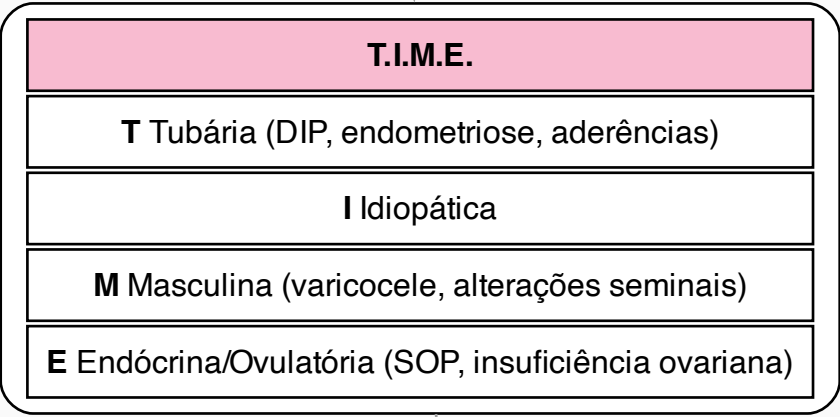 T.I.M.E.
T Tubária (DIP, endometriose, aderências)
I Idiopática
M Masculina (varicocele, alterações seminais)
E Endócrina/Ovulatória (SOP, insuficiência ovariana)